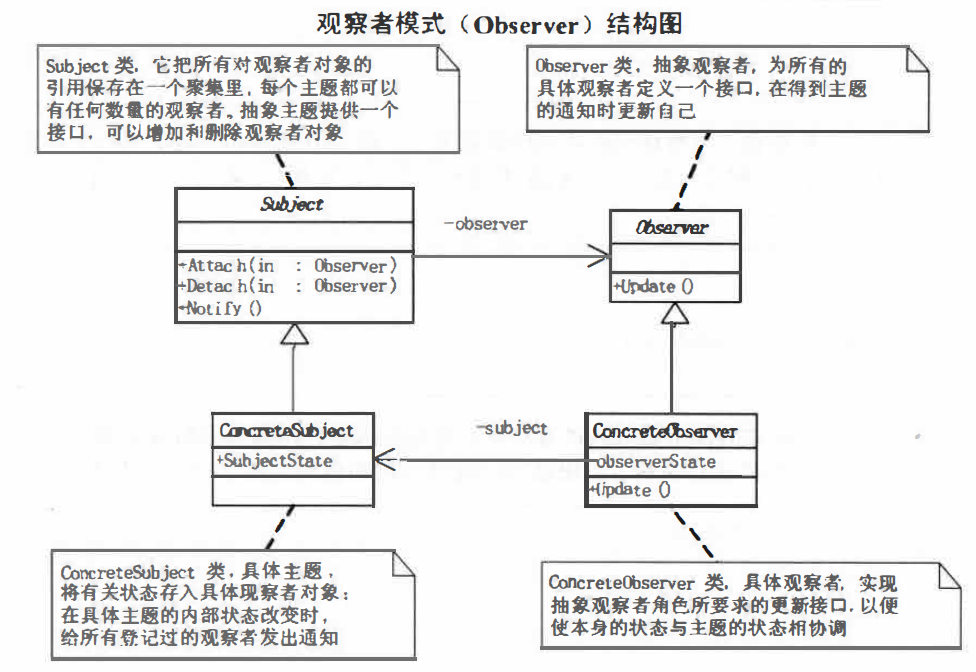 观察者模式（Observer）结构图
Subject 类，它把所有对观察者对象的
引用保存在一个聚集里，每个主题都可以
有任何数量的观察者。抽象主题提供一个
接口，可以增加和删除观察者对象
Observer 类，抽象观察者，为所有的
具体观察者定义一个接口，在得到主题
的通知时更新自己
Subject
-observer
Observer
+Attach(in : Observer)
+Detach(in : Observer)
+Notify()
+Update()
ConcreteSubject
-subject
ConcreteObserver
+SubjectState
-observerState
+Update()
ConcreteSubject 类，具体主题，
将有关状态存入具体现察者对象；
在具体主题的内部状态改变时，
给所有登记过的观察者发出通知
ConcreteObserver 类，具体观察者，实现
抽象观察者角色所要求的更新接口，以便
使本身的状态与主题的状态相协调